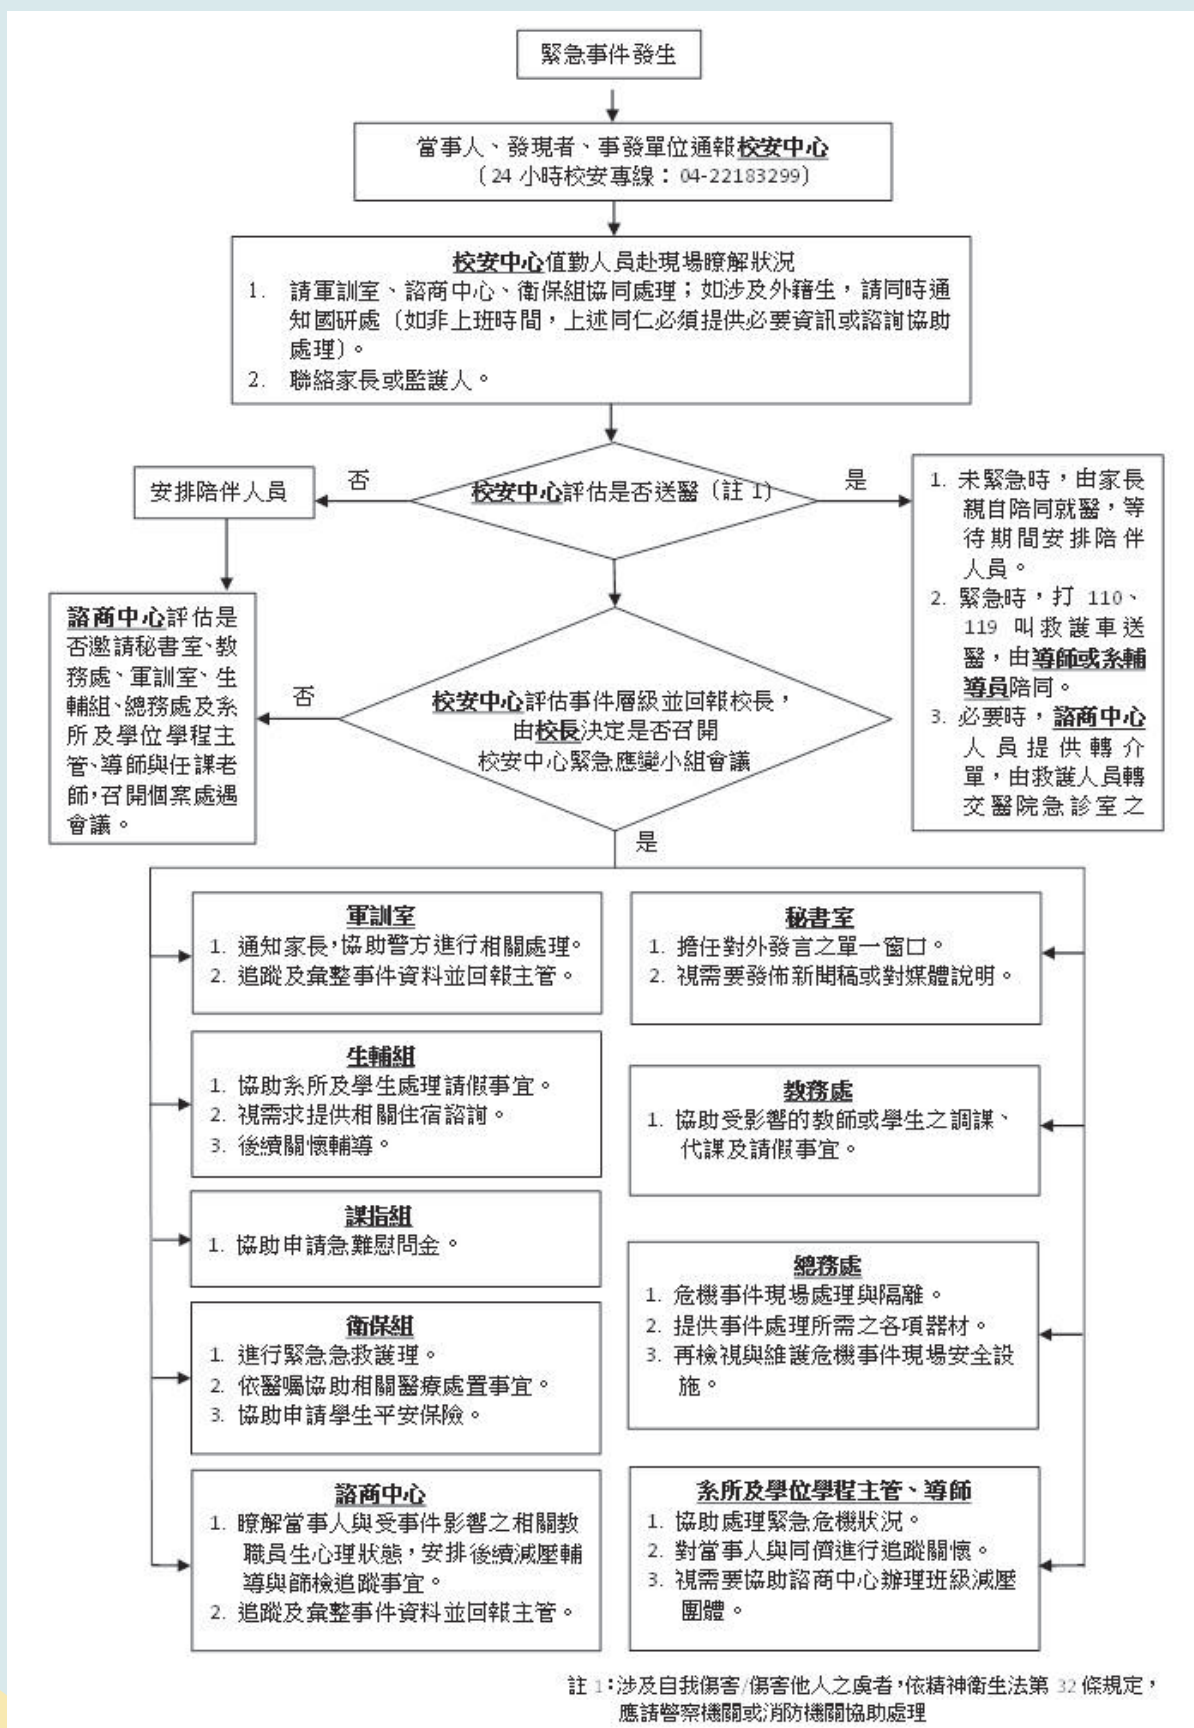 緊急事件發生
當事人、發現者、事發單位通報校安中心
(24 小時校安專線：04-22183299)
校安中心值勤人員赴現場瞭解狀況
1. 請軍訓室、諮商中心、衛保組協同處理；如涉及外籍生，請同時通
知國研處（如非上班時間，上述同仁必須提供必要資訊或諮詢協助
處理）。
2. 聯絡家長或監護人。
校安中心評估是否送醫（註 1）
否
是
安排陪伴人員
1. 未緊急時，由家長
親自陪同就醫，等
待期間安排陪伴
人員。
2. 緊急時，打 110、
119 叫救護車送
醫，由導師或系輔
導員陪同。
3. 必要時，諮商中心
人員提供轉介
單，由救護人員轉
交醫院急診室之
諮商中心評估是
否邀請秘書室、教
務處、軍訓室、生
輔組、總務處及系
所及學位學程主
管、導師與任課老
師，召開個案處遇
會議。
否
校安中心評估事件層級並回報校長，
由校長決定是否召開
校安中心緊急應變小組會議
是
軍訓室
1. 通知家長，協助警方進行相關處理。
2. 追蹤及彙整事件資料並回報主管。
生輔組
1. 協助系所及學生處理請假事宜。
2. 視需求提供相關住宿諮詢。
3. 後續關懷輔導。
課指組
1. 協助申請急難慰問金。
衛保組
1. 進行緊急急救護理。
2. 依醫囑協助相關醫療處置事宜。
3. 協助申請學生平安保險。
諮商中心
1. 瞭解當事人與受事件影響之相關教
職員生心理狀態，安排後續減壓輔
導與篩檢追蹤事宜。
2. 追蹤及彙整事件資料並回報主管。
秘書室
1. 擔任對外發言之單一窗口。
2. 視需要發佈新聞稿或對媒體說明。
教務處
1. 協助受影響的教師或學生之調課、
代課及請假事宜。
總務處
1. 危機事件現場處理與隔離。
2. 提供事件處理所需之各項器材。
3. 再檢視與維護危機事件現場安全設
施。
系所及學位學程主管、導師
1. 協助處理緊急危機狀況。
2. 對當事人與同儕進行追蹤關懷。
3. 視需要協助諮商中心辦理班級減壓
團體。
註 1：涉及自我傷害/傷害他人之虞者，依精神衛生法第 32 條規定，
應請警察機關或消防機關協助處理